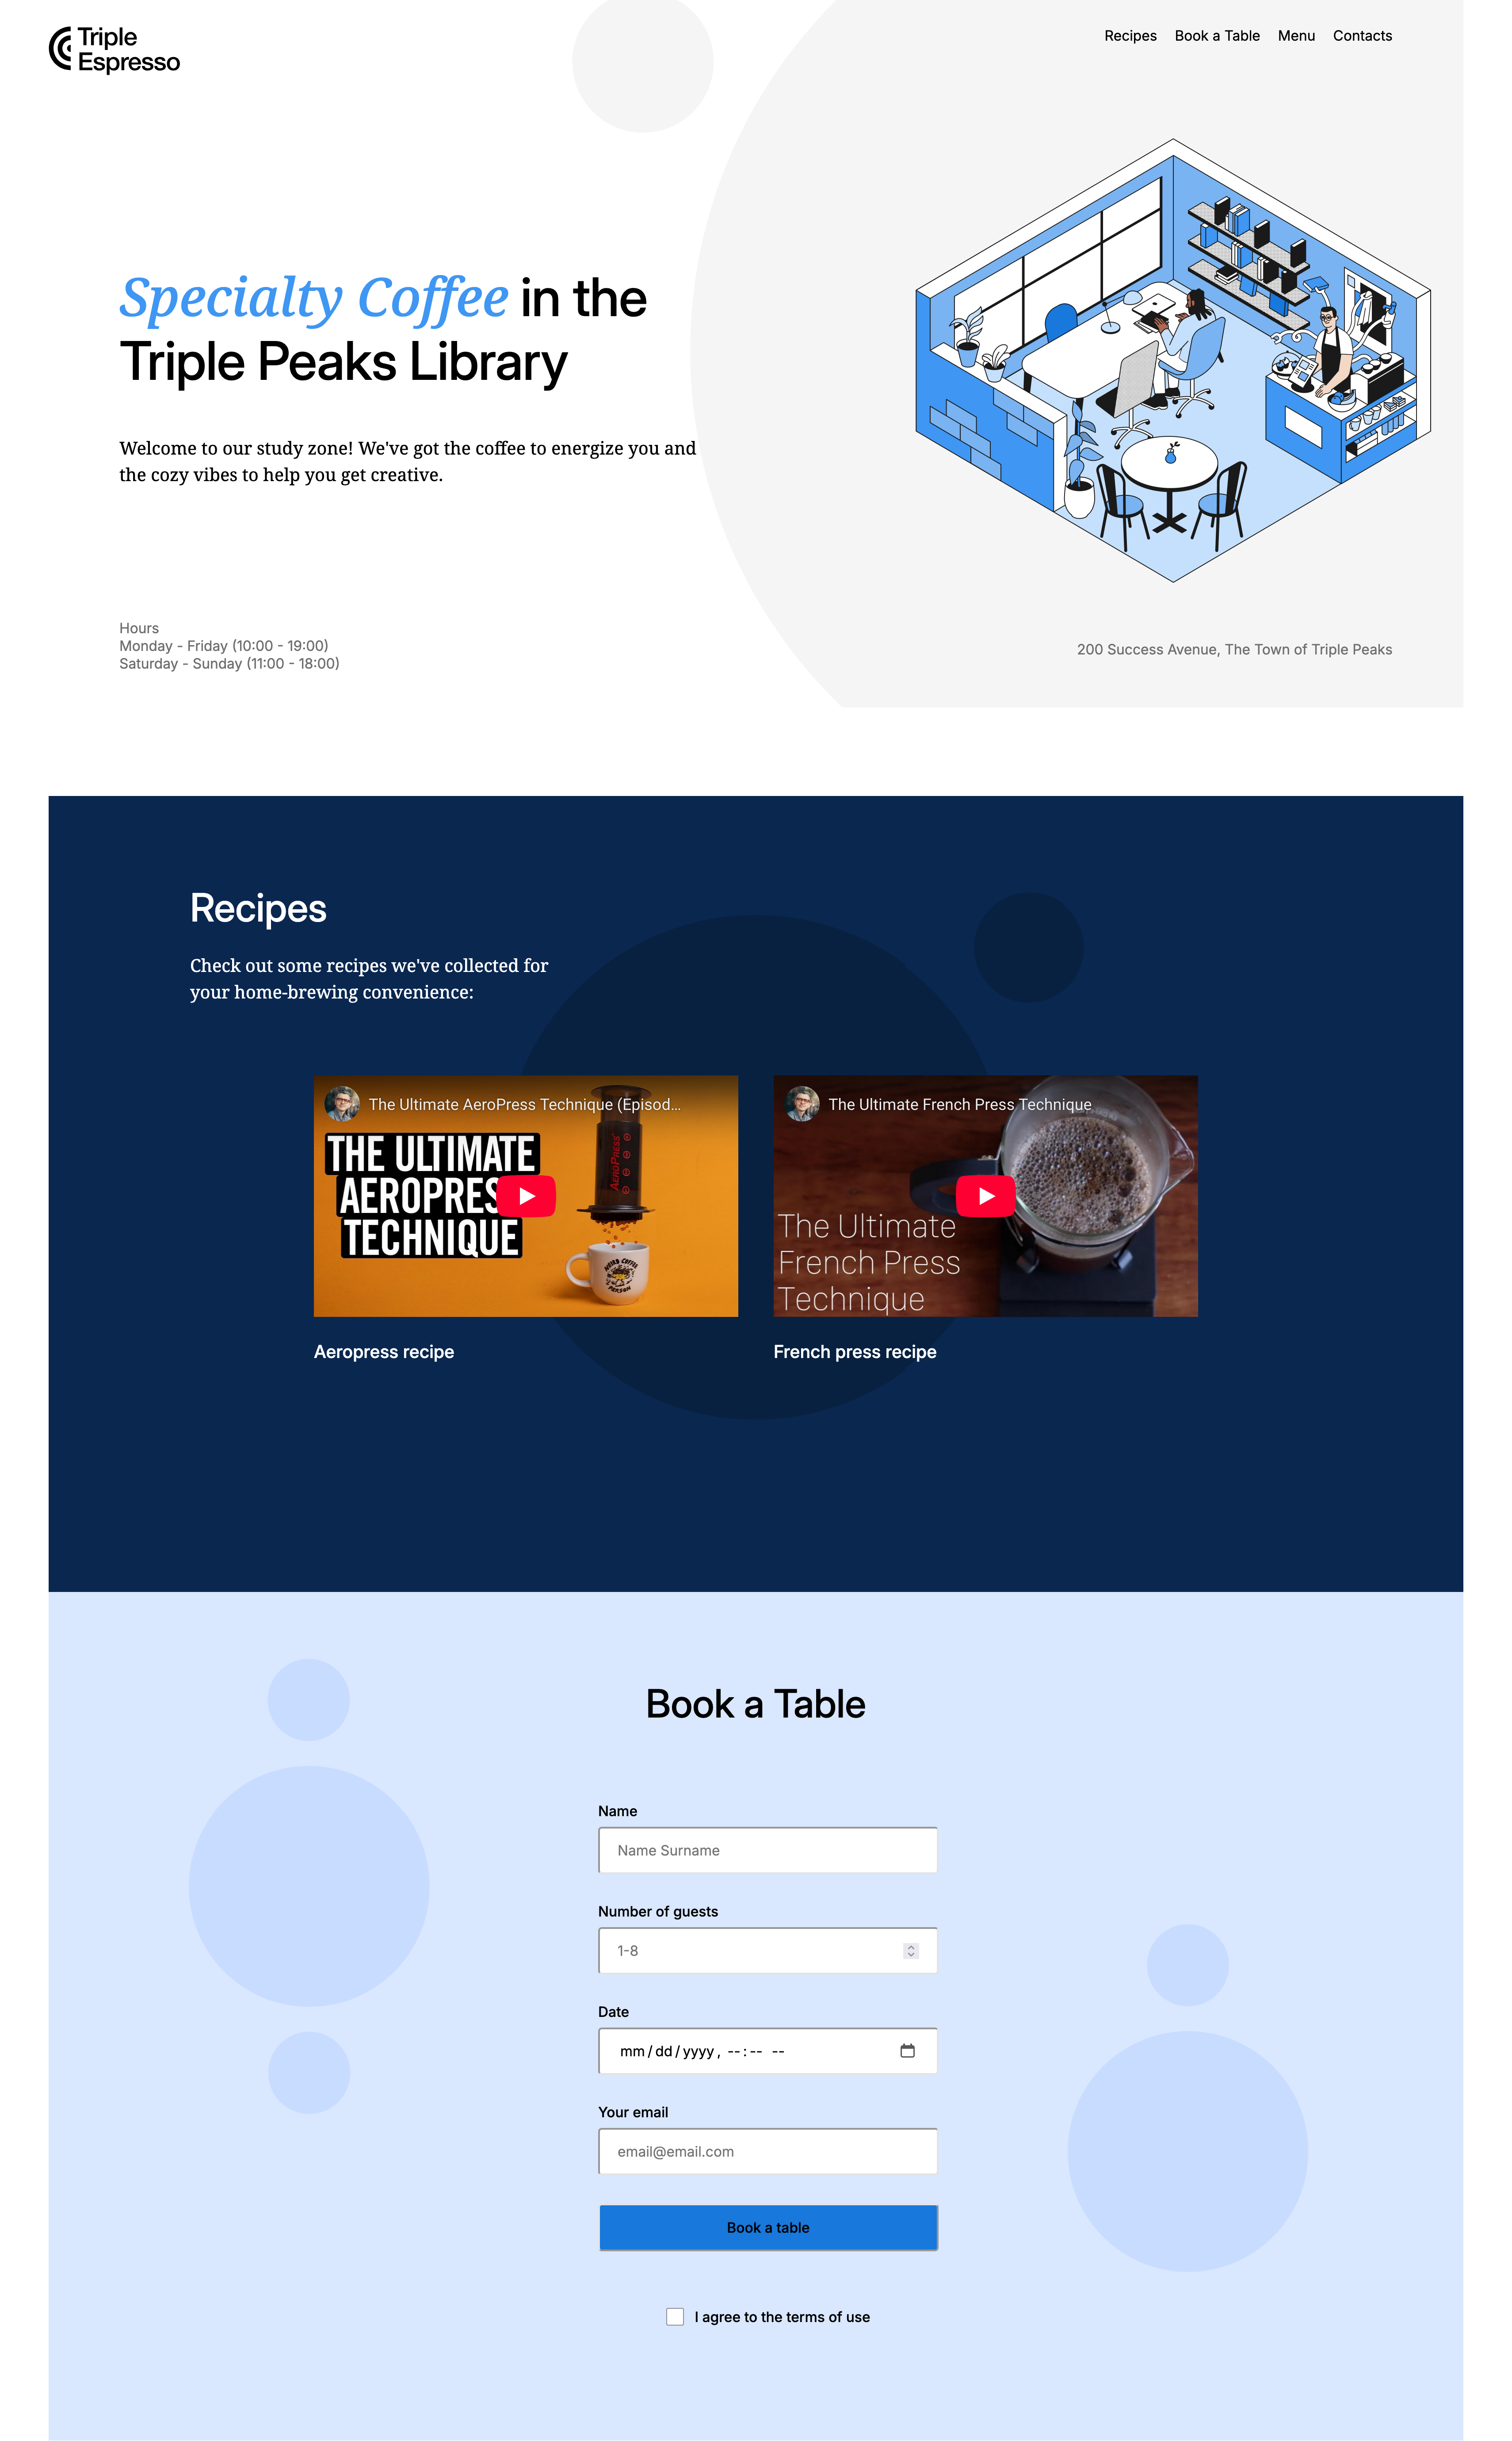 Triple
Espresso
Recipes Book a Table Menu Contacts
Specialty Coffee in the
Triple Peaks Library
Welcome to our study zone! We've got the coffee to energize you and
the cozy vibes to help you get creative.
Hours
Monday - Friday (10:00 - 19:00)
Saturday - Sunday (11:00 - 18:00)
200 Success Avenue, The Town of Triple Peaks
Recipes
Check out some recipes we've collected for
your home-brewing convenience:
The Ultimate AeroPress Technique (Episod...
THE ULTIMATE
AEROPRESS
TECHNIQUE
AEROPRESS
WEIRD COFFEE
PERSON
The Ultimate French Press Technique
The Ultimate
French Press
Technique
Aeropress recipe
French press recipe
Book a Table
Name
Name Surname
Number of guests
1-8
Date
mm/dd/yyyy, --:-- --
Your email
email@email.com
Book a table
I agree to the terms of use